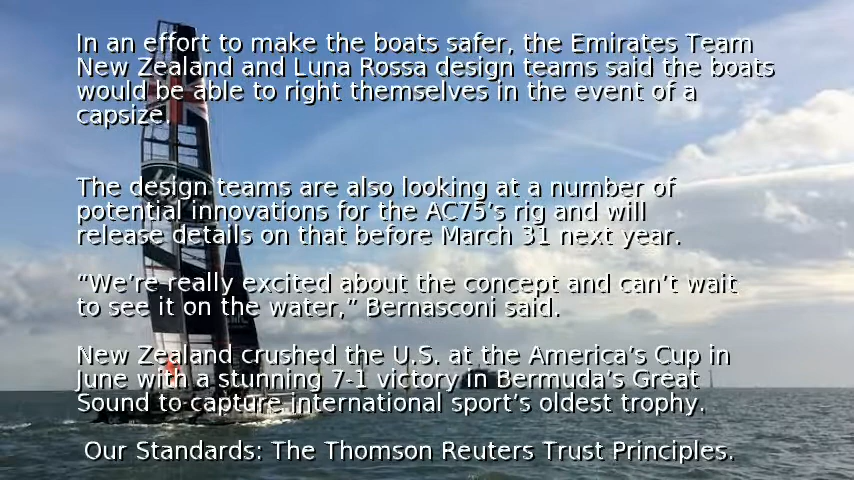 In an effort to make the boats safer, the Emirates Team
New Zealand and Luna Rossa design teams said the boats
would be able to right themselves in the event of a
capsize.
The design teams are also looking at a number of
potential innovations for the AC75’s rig and will
release details on that before March 31 next year.
“We’re really excited about the concept and can’t wait
to see it on the water,” Bernasconi said.
New Zealand crushed the U.S. at the America’s Cup in
June with a stunning 7-1 victory in Bermuda’s Great
Sound to capture international sport’s oldest trophy.
Our Standards: The Thomson Reuters Trust Principles.